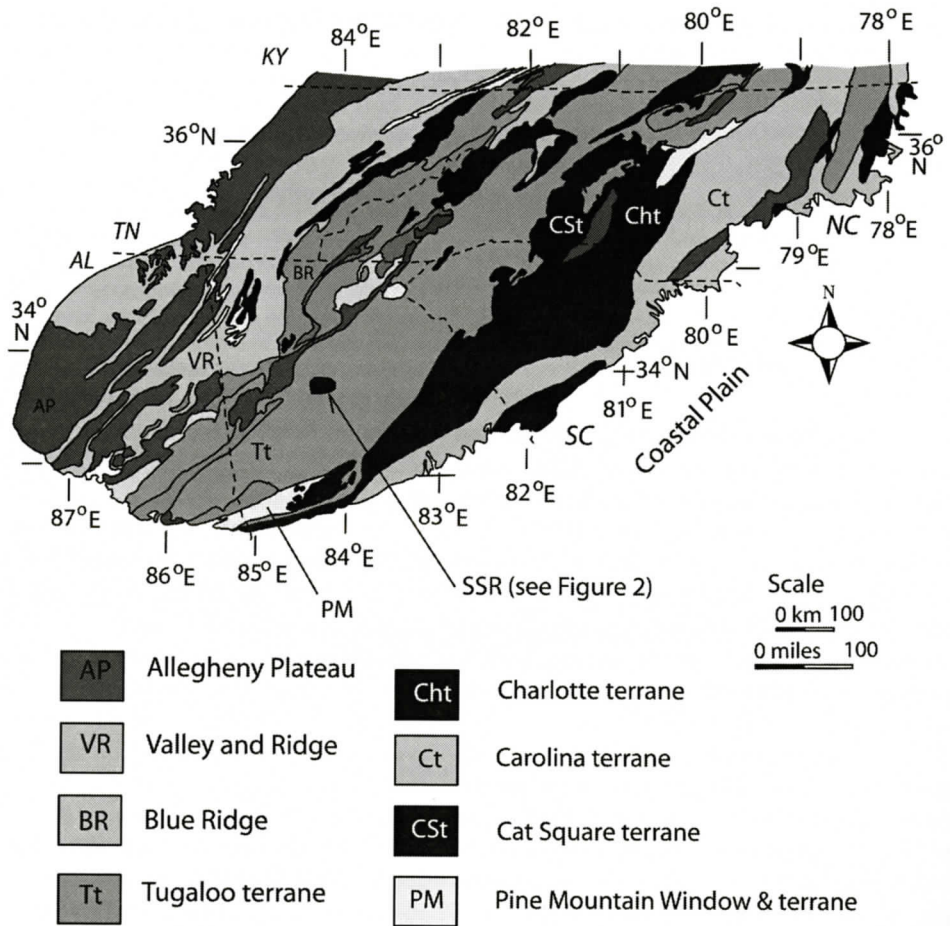 84°E
82°E
80°E
78°E
KY
36°N
36°
N
TN
AL
BR
CSt
Cht
Ct
NC
78°E
79°E
34°
N
VR
80°E
N
AP
34°N
81°E
Coastal Plain
SC
Tt
82°E
83°E
87°E
84°E
86°E
85°E
SSR (see Figure 2)
PM
Scale
0 km 100
0 miles 100
AP Allegheny Plateau
VR Valley and Ridge
BR Blue Ridge
Tt Tugaloo terrane
Cht Charlotte terrane
Ct Carolina terrane
CSt Cat Square terrane
PM Pine Mountain Window & terrane